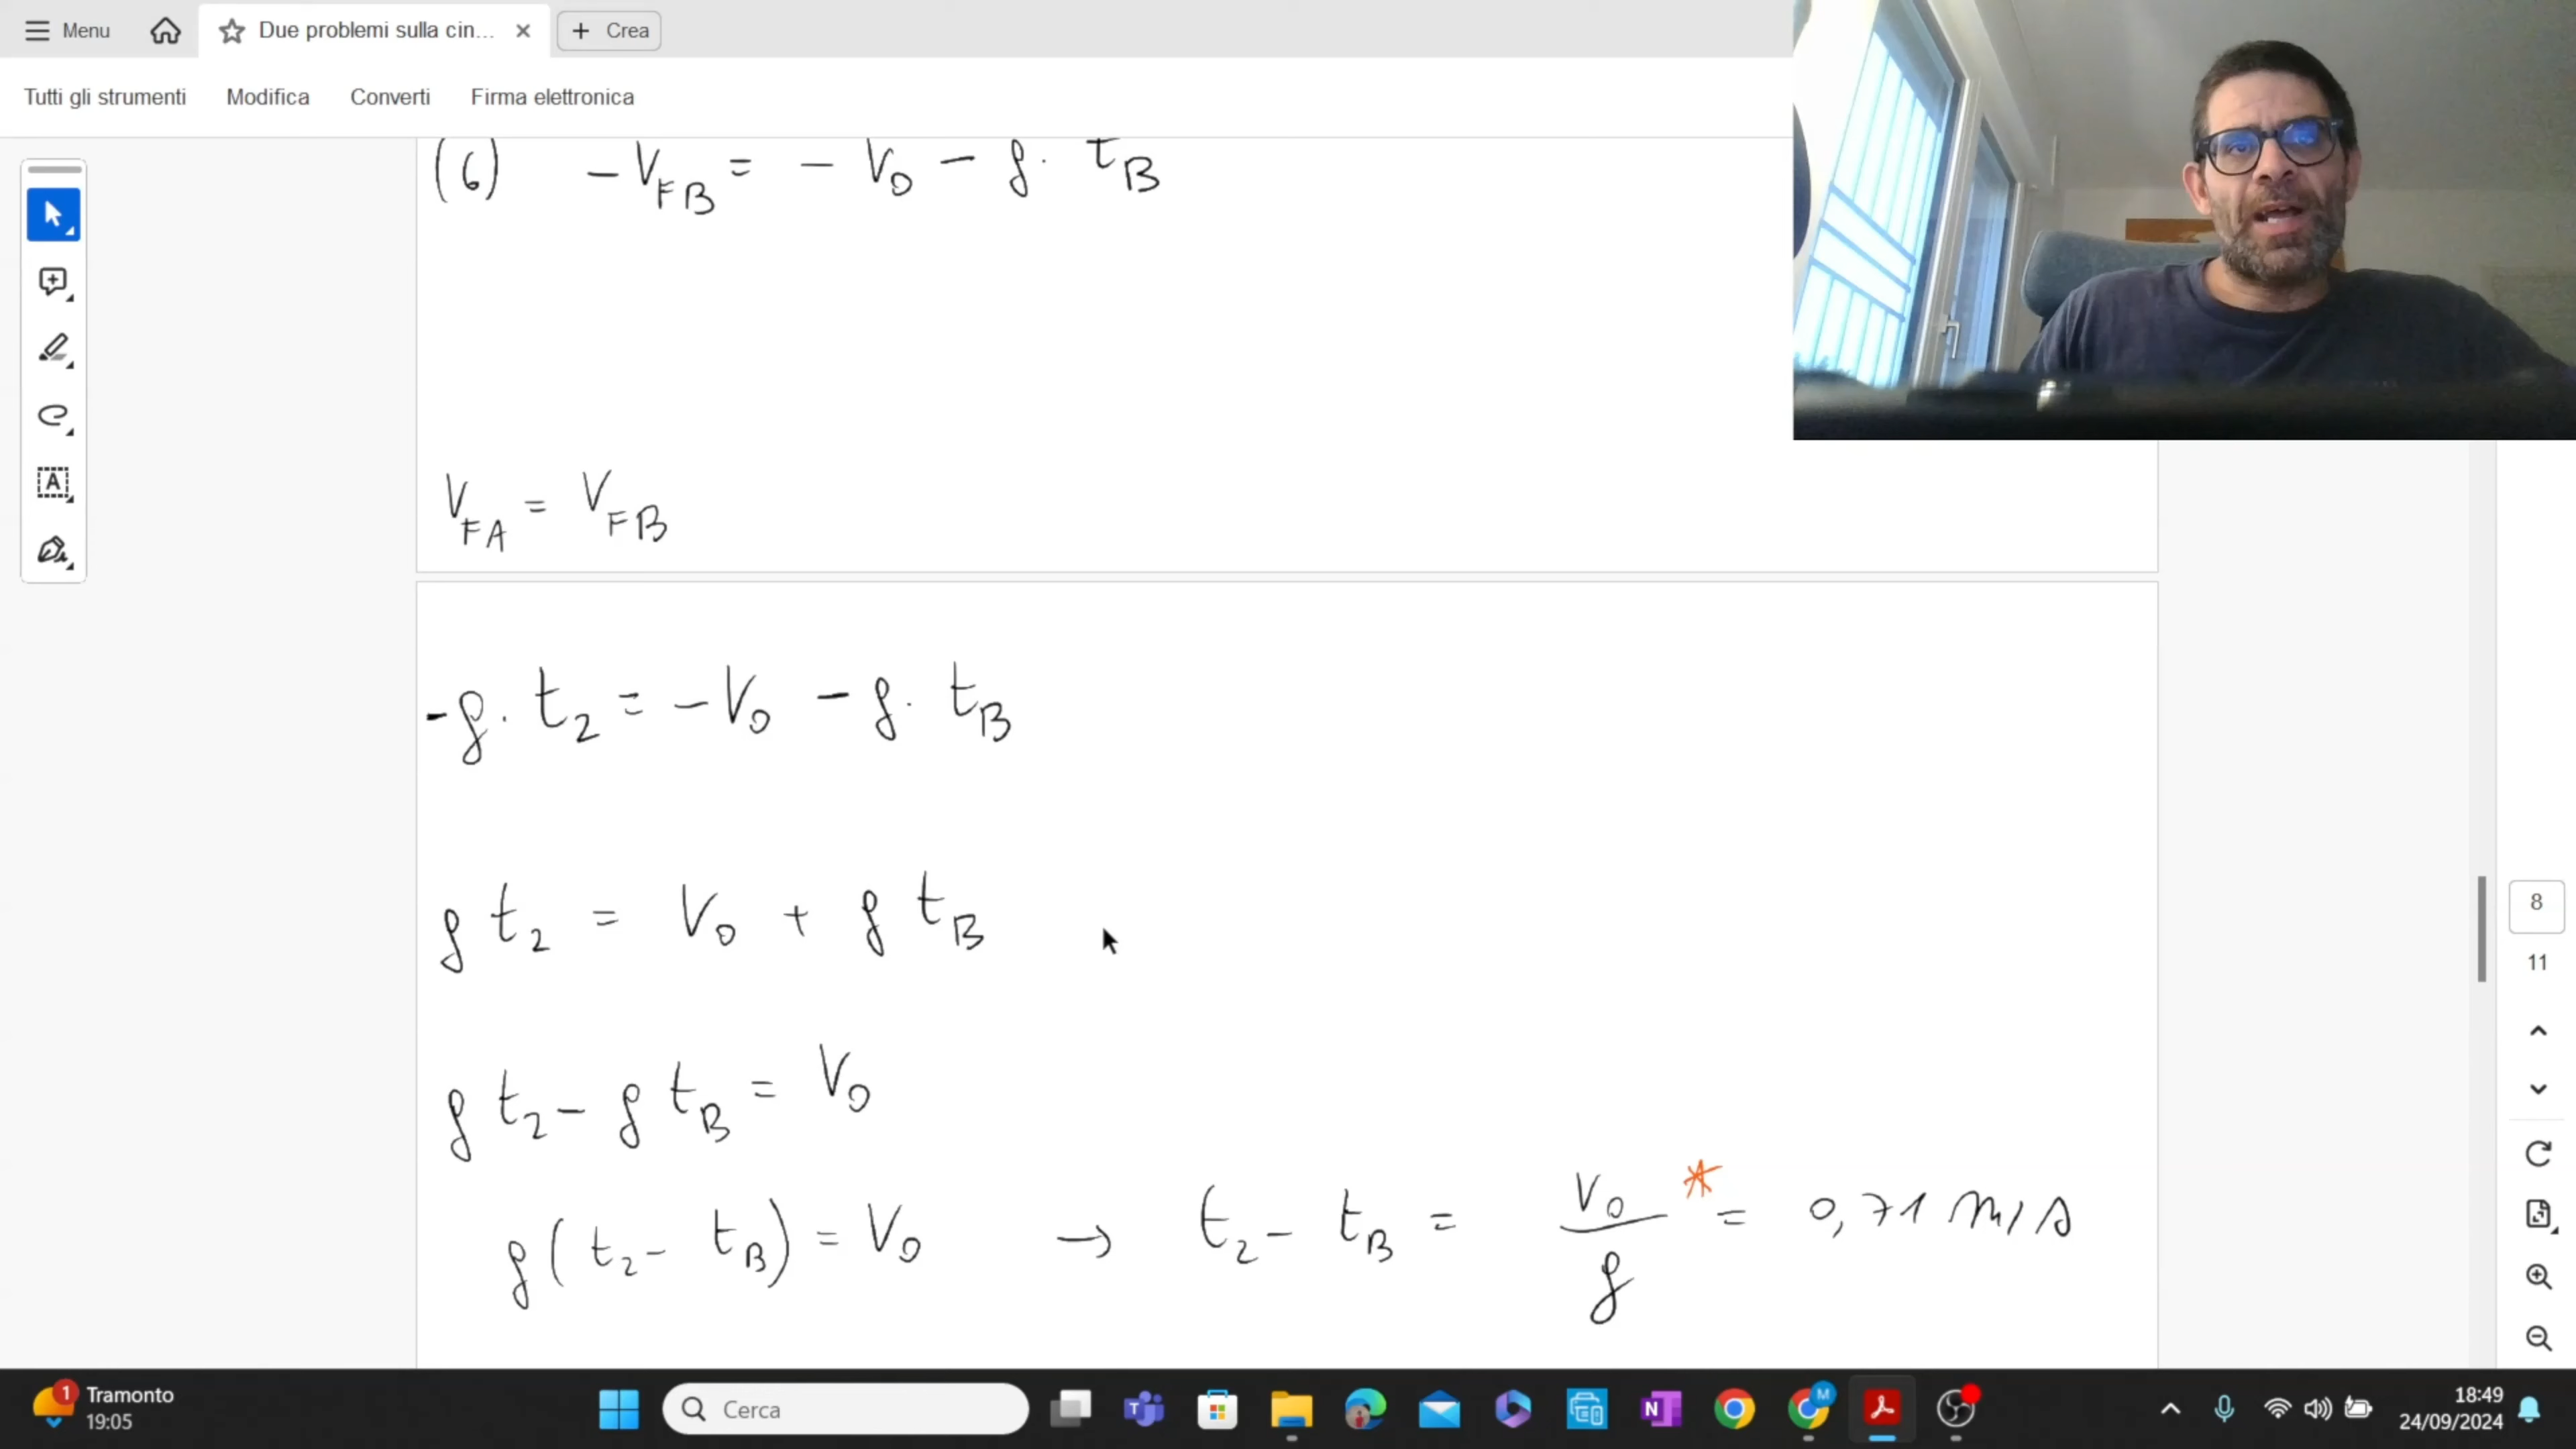 Menu
Due problemi sulla cin...
Crea
Tutti gli strumenti
Modifica
Converti
Firma elettronica
(6) -V_FB = - V_0 - g · t_B
V_FA = V_FB
-g · t_2 = -V_0 - g · t_B
g t_2 = V_0 + g t_B
g t_2 - g t_B = V_0
g(t_2 - t_B) = V_0 → t_2 - t_B = V_0/g * = 0,71 m/s
8
11
1
Tramonto
19:05
Cerca
M
18:49
24/09/2024